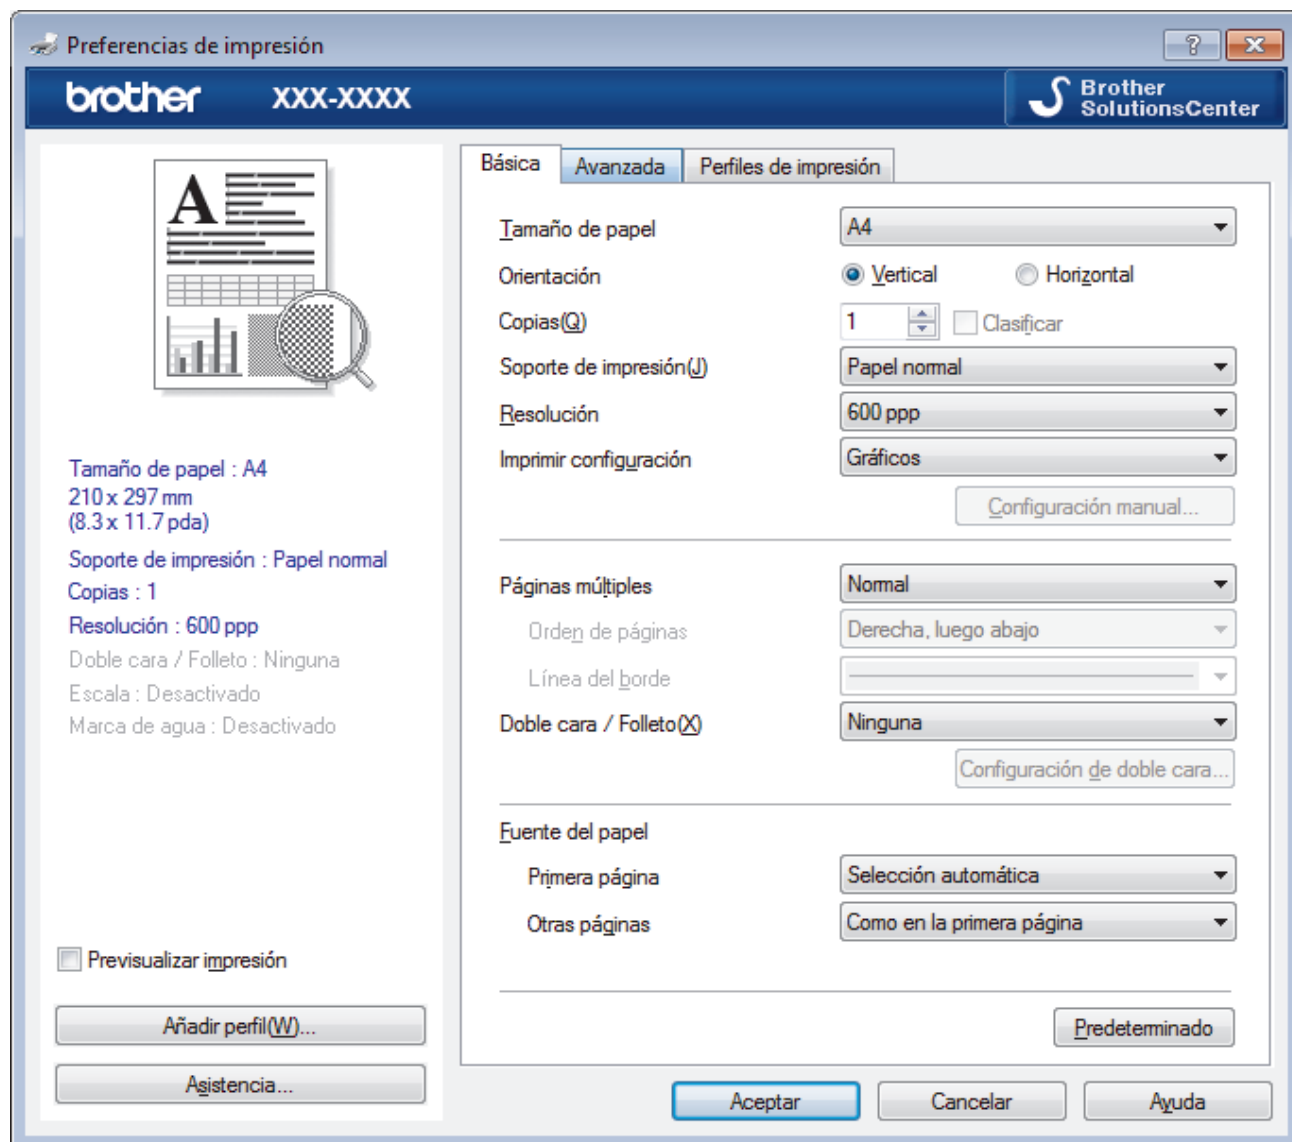 Preferencias de impresión
brother XXX-XXXX
Brother
SolutionsCenter
A
Tamaño de papel : A4
210 x 297 mm
(8.3 x 11.7 pda)
Soporte de impresión : Papel normal
Copias : 1
Resolución : 600 ppp
Doble cara / Folleto : Ninguna
Escala : Desactivado
Marca de agua : Desactivado
Previsualizar impresión
Añadir perfil(W)...
Asistencia...
Básica Avanzada Perfiles de impresión
Tamaño de papel A4
Orientación Vertical Horizontal
Copias(Q) 1 Clasificar
Soporte de impresión(J) Papel normal
Resolución 600 ppp
Imprimir configuración Gráficos
Configuración manual...
Páginas múltiples Normal
Orden de páginas Derecha, luego abajo
Línea del borde
Doble cara / Folleto(X) Ninguna
Configuración de doble cara...
Fuente del papel
Primera página Selección automática
Otras páginas Como en la primera página
Predeterminado
Aceptar Cancelar Ayuda